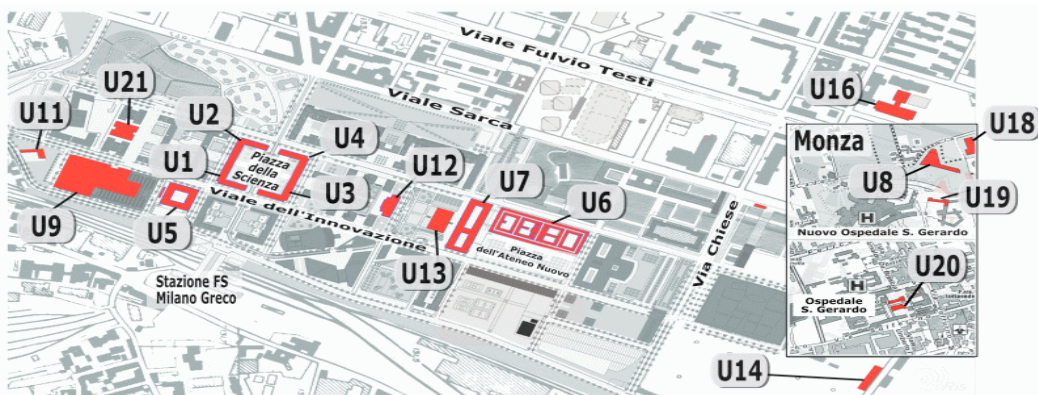 Viale Fulvio Testi
Viale Sarca
U16
U21
U11
U2
U4
U18
Monza
Piazza
della
Scienza
U1
U12
U7
U8
U3
U6
U19
Viale dell'Innovazione
Via Chiese
U9
U5
H
Nuovo Ospedale S. Gerardo
U13
Piazza
dell'Ateneo Nuovo
U20
Stazione FS
Milano Greco
H
Ospedale
S. Gerardo
U14